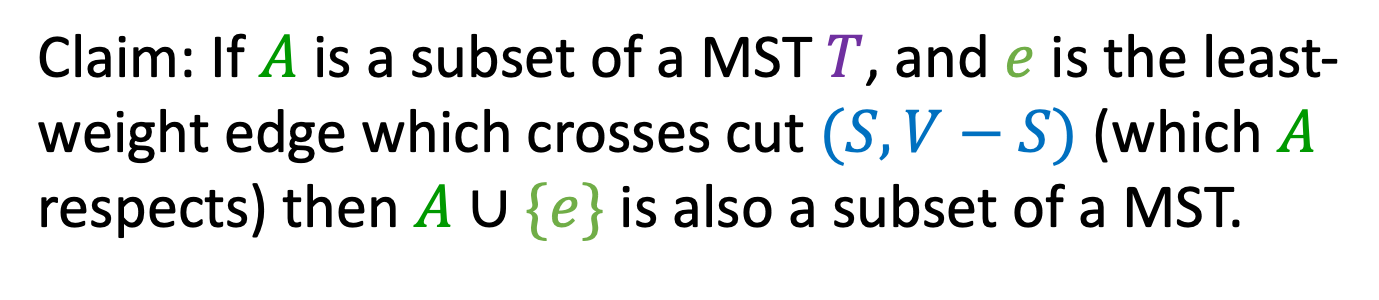 Claim: If A is a subset of a MST T, and e is the least-
weight edge which crosses cut (S, V − S) (which A
respects) then A ∪ {e} is also a subset of a MST.